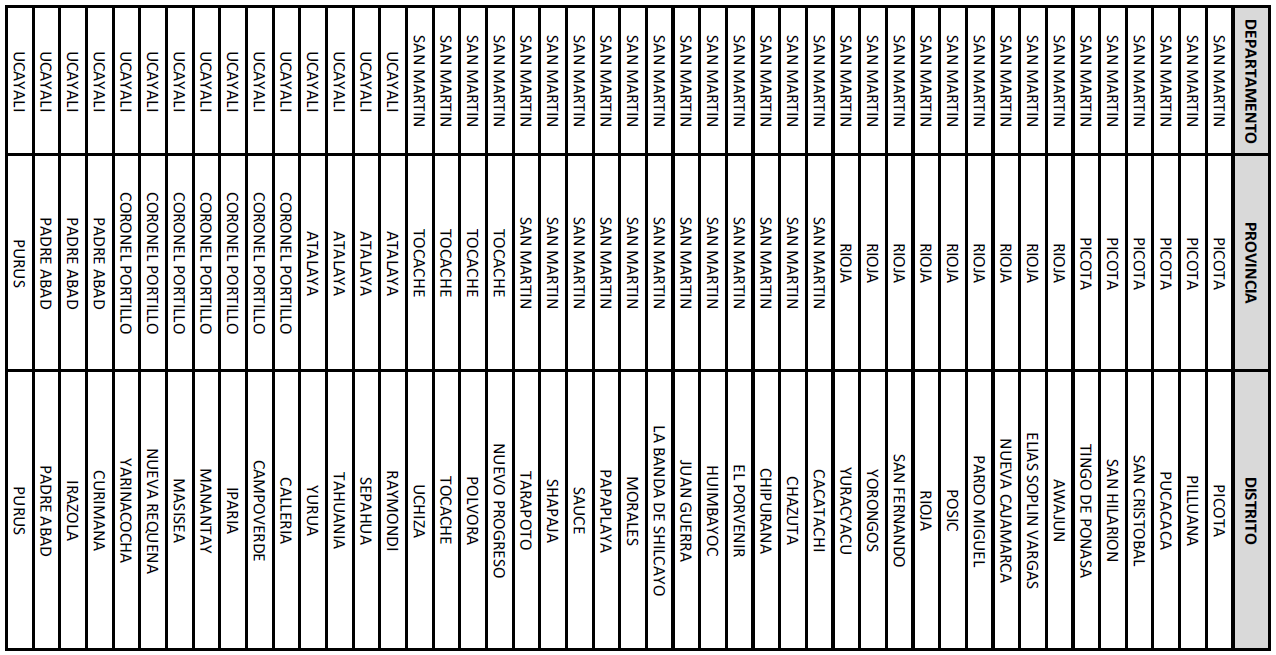 DEPARTAMENTO PROVINCIA DISTRITO
SAN MARTIN PICOTA PICOTA
SAN MARTIN PICOTA PILLUANA
SAN MARTIN PICOTA PUCACACA
SAN MARTIN PICOTA SAN CRISTOBAL
SAN MARTIN PICOTA SAN HILARION
SAN MARTIN PICOTA TINGO DE PONASA
SAN MARTIN RIOJA AWAJUN
SAN MARTIN RIOJA ELIAS SOPLIN VARGAS
SAN MARTIN RIOJA NUEVA CAJAMARCA
SAN MARTIN RIOJA PARDO MIGUEL
SAN MARTIN RIOJA POSIC
SAN MARTIN RIOJA RIOJA
SAN MARTIN RIOJA SAN FERNANDO
SAN MARTIN RIOJA YORONGOS
SAN MARTIN RIOJA YURACYACU
SAN MARTIN SAN MARTIN CACATACHI
SAN MARTIN SAN MARTIN CHAZUTA
SAN MARTIN SAN MARTIN CHIPURANA
SAN MARTIN SAN MARTIN EL PORVENIR
SAN MARTIN SAN MARTIN HUIMBAYOC
SAN MARTIN SAN MARTIN JUAN GUERRA
SAN MARTIN SAN MARTIN LA BANDA DE SHILCAYO
SAN MARTIN SAN MARTIN MORALES
SAN MARTIN SAN MARTIN PAPAPLAYA
SAN MARTIN SAN MARTIN SAUCE
SAN MARTIN SAN MARTIN SHAPAJA
SAN MARTIN SAN MARTIN TARAPOTO
SAN MARTIN TOCACHE NUEVO PROGRESO
SAN MARTIN TOCACHE POLVORA
SAN MARTIN TOCACHE TOCACHE
SAN MARTIN TOCACHE UCHIZA
UCAYALI ATALAYA RAYMONDI
UCAYALI ATALAYA SEPAHUA
UCAYALI ATALAYA TAHUANIA
UCAYALI ATALAYA YURUA
UCAYALI CORONEL PORTILLO CALLERIA
UCAYALI CORONEL PORTILLO CAMPOVERDE
UCAYALI CORONEL PORTILLO IPARIA
UCAYALI CORONEL PORTILLO MANANTAY
UCAYALI CORONEL PORTILLO MASISEA
UCAYALI CORONEL PORTILLO NUEVA REQUENA
UCAYALI CORONEL PORTILLO YARINACOCHA
UCAYALI PADRE ABAD CURIMANA
UCAYALI PADRE ABAD IRAZOLA
UCAYALI PADRE ABAD PADRE ABAD
UCAYALI PURUS PURUS